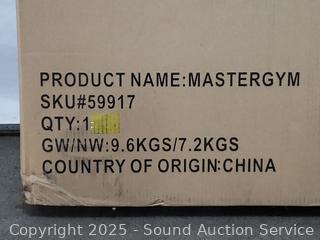 PRODUCT NAME:MASTERGYM
SKU#59917
QTY:1
GW/NW:9.6KGS/7.2KGS
COUNTRY OF ORIGIN:CHINA
Copyright 2025 - Sound Auction Service